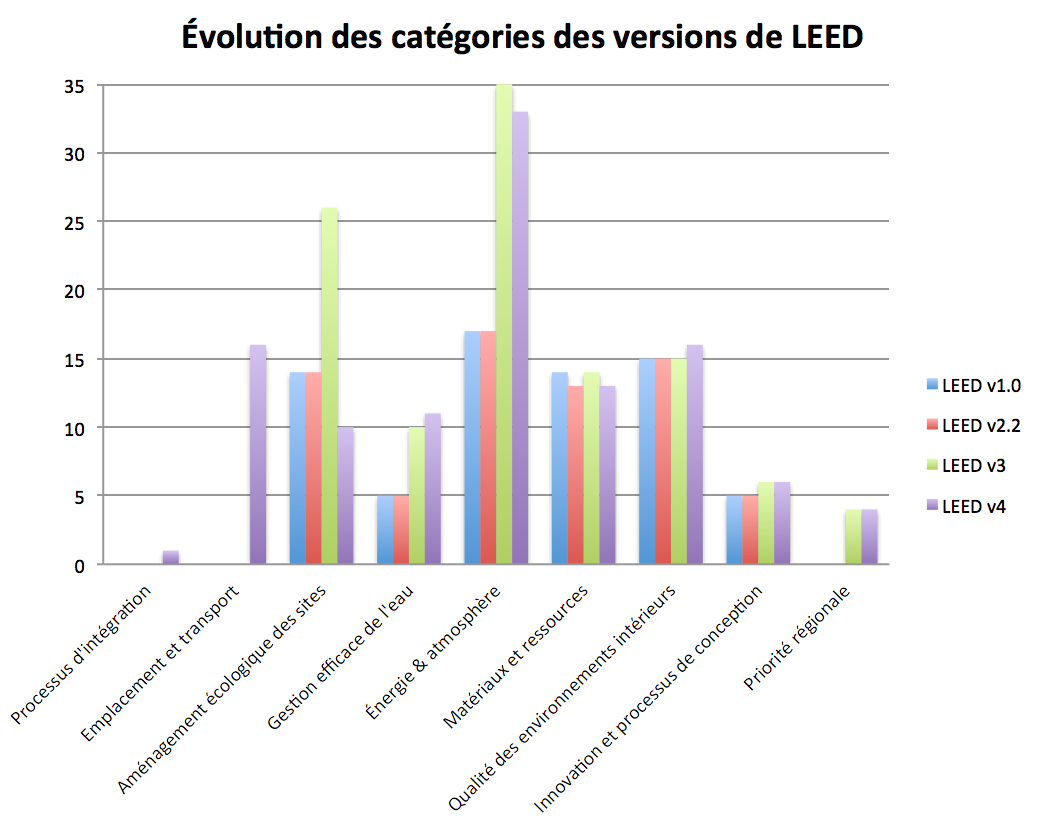 Évolution des catégories des versions de LEED
35
30
25
20
15
10
5
0
Processus d'intégration
Emplacement et transport
Aménagement écologique des sites
Gestion efficace de l'eau
Énergie & atmosphère
Matériaux et ressources
Qualité des environnements intérieurs
Innovation et processus de conception
Priorité régionale
LEED v1.0
LEED v2.2
LEED v3
LEED v4